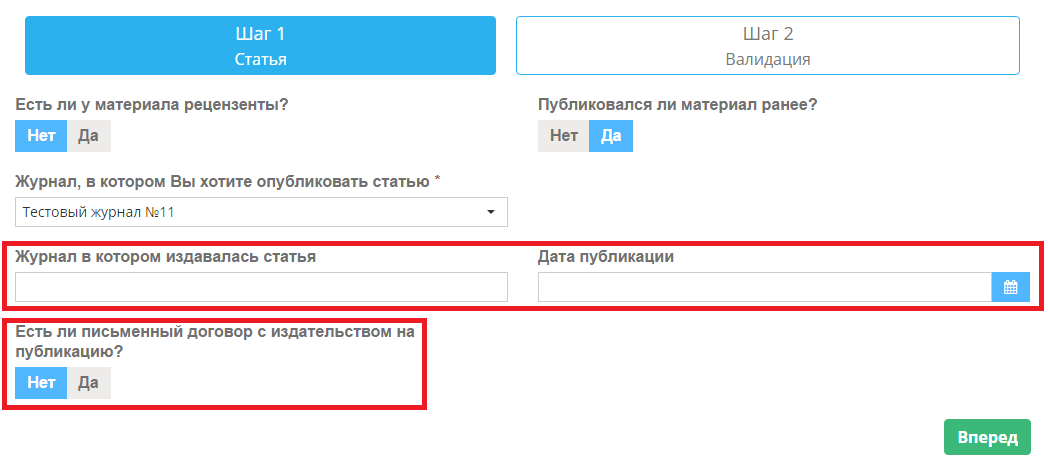 Шаг 1
Статья
Шаг 2
Валидация
Есть ли у материала рецензенты?
Нет Да
Публиковался ли материал ранее?
Нет Да
Журнал, в котором Вы хотите опубликовать статью *
Тестовый журнал №11
Журнал в котором издавалась статья
Дата публикации
Есть ли письменный договор с издательством на
публикацию?
Нет Да
Вперед